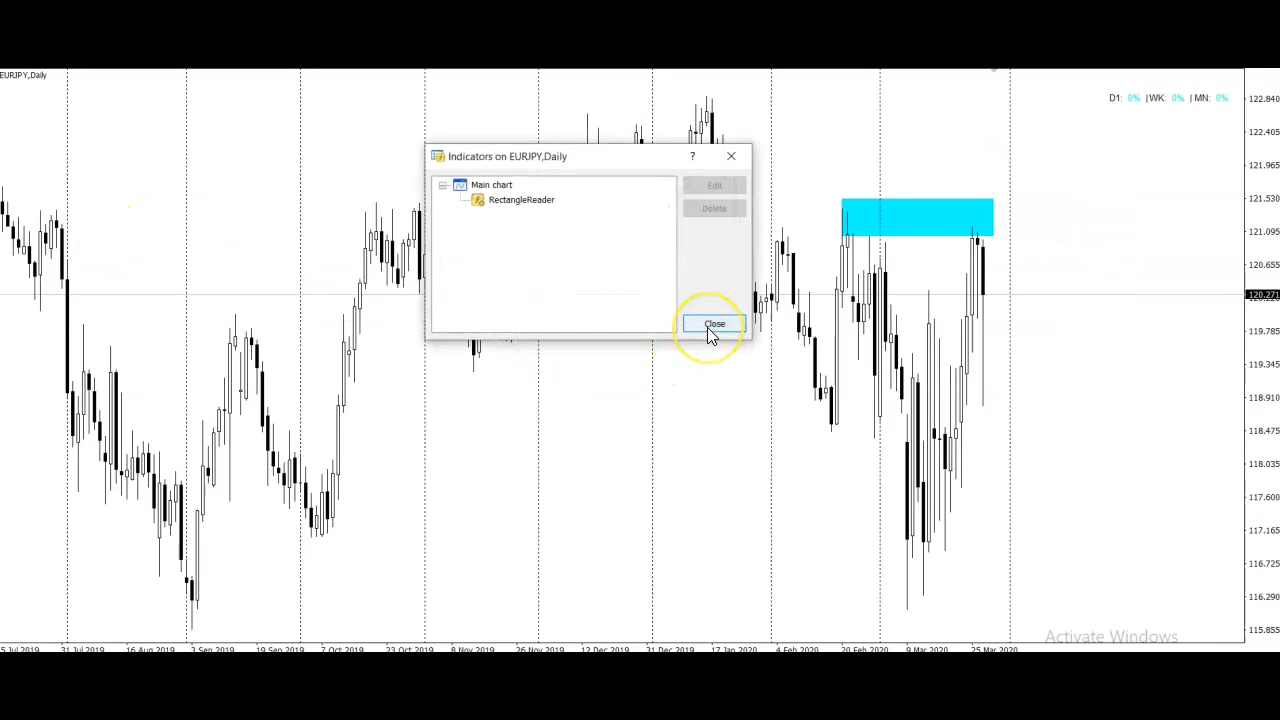 EURJPY,Daily
D1: 0% | WK: 0% | MN: 0%
122.840
122.405
121.965
121.530
121.095
120.655
120.271
119.785
119.345
118.910
118.475
118.035
117.600
117.165
116.725
116.290
115.855
Indicators on EURJPY,Daily
?
Main chart
RectangleReader
Edit
Delete
Close
Activate Windows
5 Jul 2019 31 Jul 2019 16 Aug 2019 3 Sep 2019 19 Sep 2019 7 Oct 2019 23 Oct 2019 8 Nov 2019 26 Nov 2019 12 Dec 2019 31 Dec 2019 17 Jan 2020 4 Feb 2020 20 Feb 2020 9 Mar 2020 25 Mar 2020